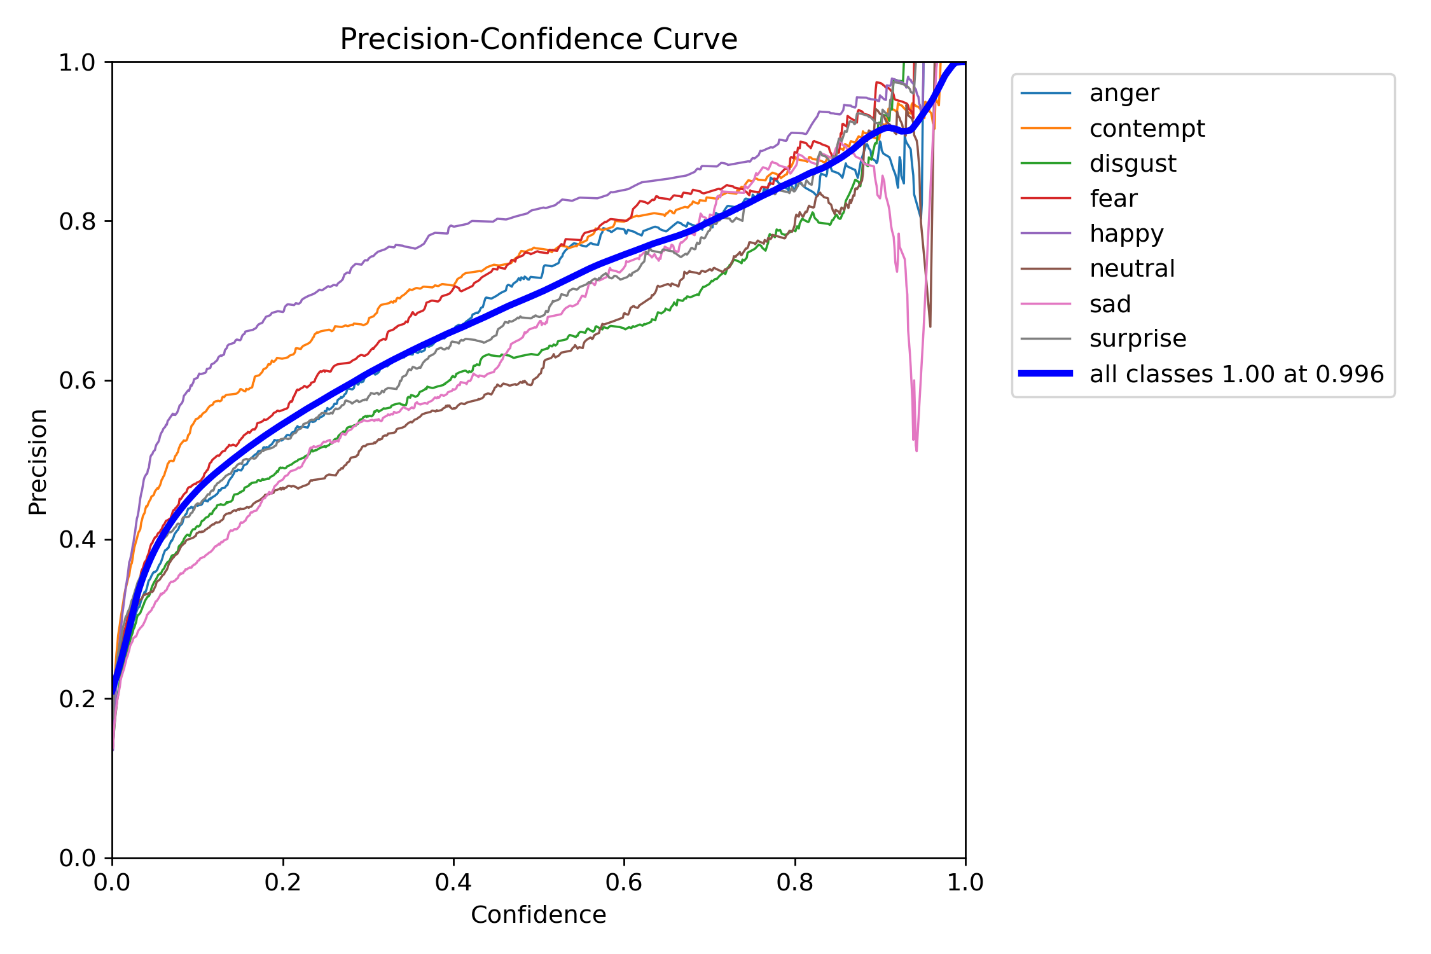 Precision-Confidence Curve
1.0
0.8
0.6
0.4
0.2
0.0
Precision
0.0 0.2 0.4 0.6 0.8 1.0
Confidence
anger
contempt
disgust
fear
happy
neutral
sad
surprise
all classes 1.00 at 0.996